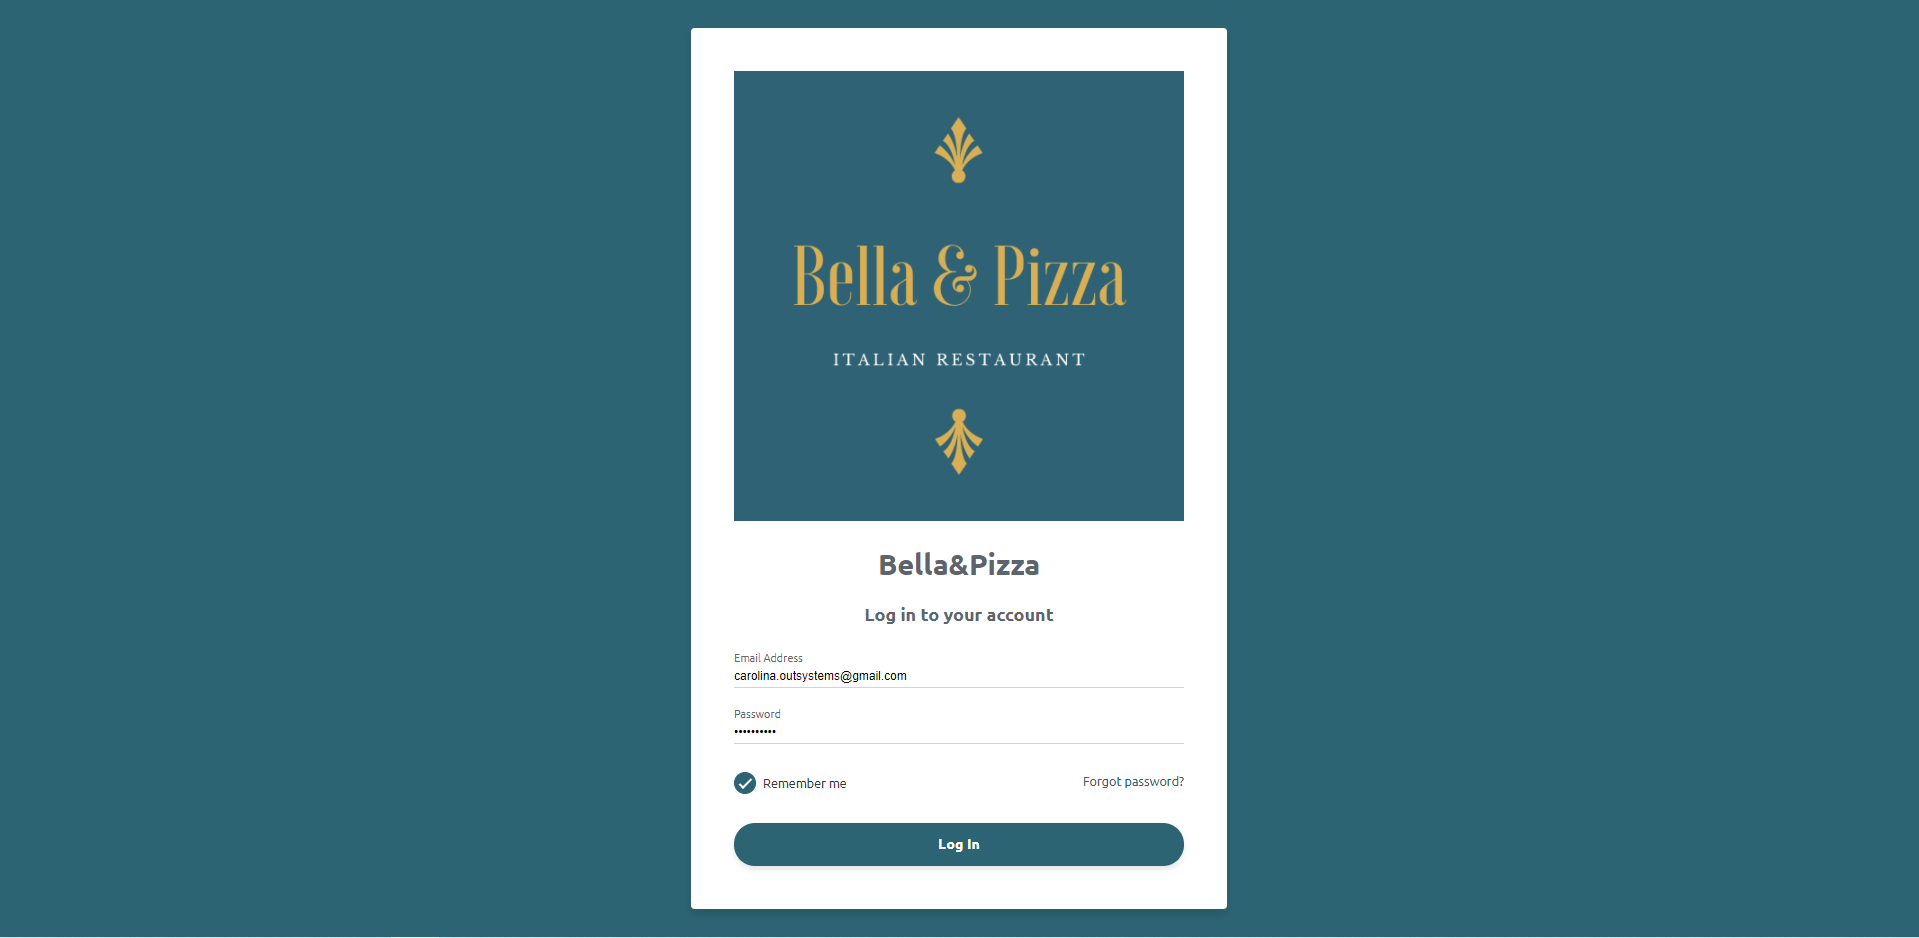 Bella & Pizza
ITALIAN RESTAURANT
Bella&Pizza
Log in to your account
Email Address
carolina.outsystems@gmail.com
Password
••••••••••
Remember me
Forgot password?
Log In